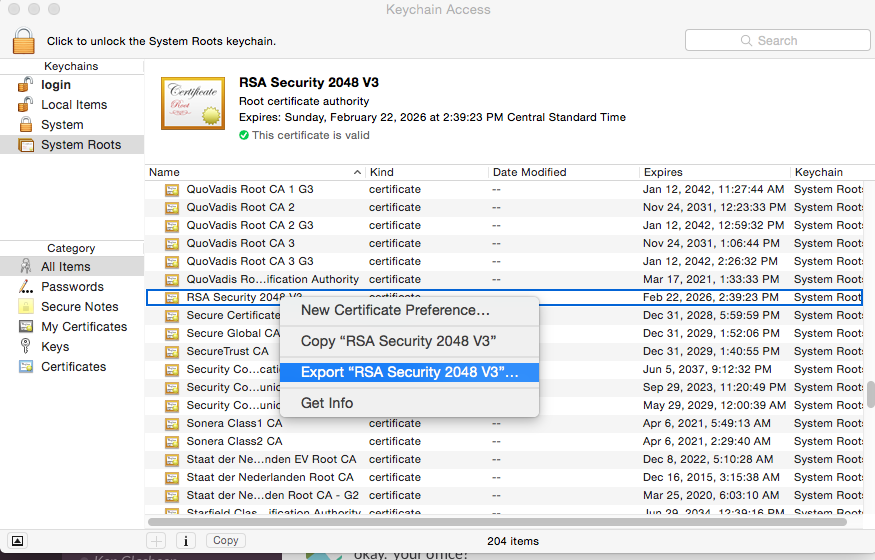 Keychain Access
Click to unlock the System Roots keychain.
Search
Keychains
login
Local Items
System
System Roots
Certificate
Root
RSA Security 2048 V3
Root certificate authority
Expires: Sunday, February 22, 2026 at 2:39:23 PM Central Standard Time
This certificate is valid
Name Kind Date Modified Expires Keychain
QuoVadis Root CA 1 G3 certificate -- Jan 12, 2042, 11:27:44 AM System Roots
QuoVadis Root CA 2 certificate -- Nov 24, 2031, 12:23:33 PM System Roots
QuoVadis Root CA 2 G3 certificate -- Jan 12, 2042, 12:59:32 PM System Roots
QuoVadis Root CA 3 certificate -- Nov 24, 2031, 1:06:44 PM System Roots
QuoVadis Root CA 3 G3 certificate -- Jan 12, 2042, 2:26:32 PM System Roots
QuoVadis Ro...ification Authority certificate -- Mar 17, 2021, 1:33:33 PM System Roots
RSA Security 2048 V3 certificate Feb 22, 2026, 2:39:23 PM System Root
Secure Certificate Dec 31, 2028, 5:59:59 PM System Roots
Secure Global CA Dec 31, 2029, 1:52:06 PM System Roots
SecureTrust CA Dec 31, 2029, 1:40:55 PM System Roots
Security Co...catio Jun 5, 2037, 9:12:32 PM System Roots
Security Co...unic Sep 29, 2023, 11:20:49 PM System Roots
Security Co...unic May 29, 2029, 12:00:39 AM System Roots
Sonera Class1 CA certificate -- Apr 6, 2021, 5:49:13 AM System Roots
Sonera Class2 CA certificate -- Apr 6, 2021, 2:29:40 AM System Roots
Staat der Ne...nden EV Root CA certificate -- Dec 8, 2022, 5:10:28 AM System Roots
Staat der Nederlanden Root CA certificate -- Dec 16, 2015, 3:15:38 AM System Roots
Staat der Ne...den Root CA - G2 certificate -- Mar 25, 2020, 6:03:10 AM System Roots
Starfield Clas...ification Authority certificate -- Jun 29, 2034, 12:39:16 PM System Roots
New Certificate Preference...
Copy “RSA Security 2048 V3”
Export “RSA Security 2048 V3”...
Get Info
Category
All Items
Passwords
Secure Notes
My Certificates
Keys
Certificates
Copy
204 items
okay. your office?